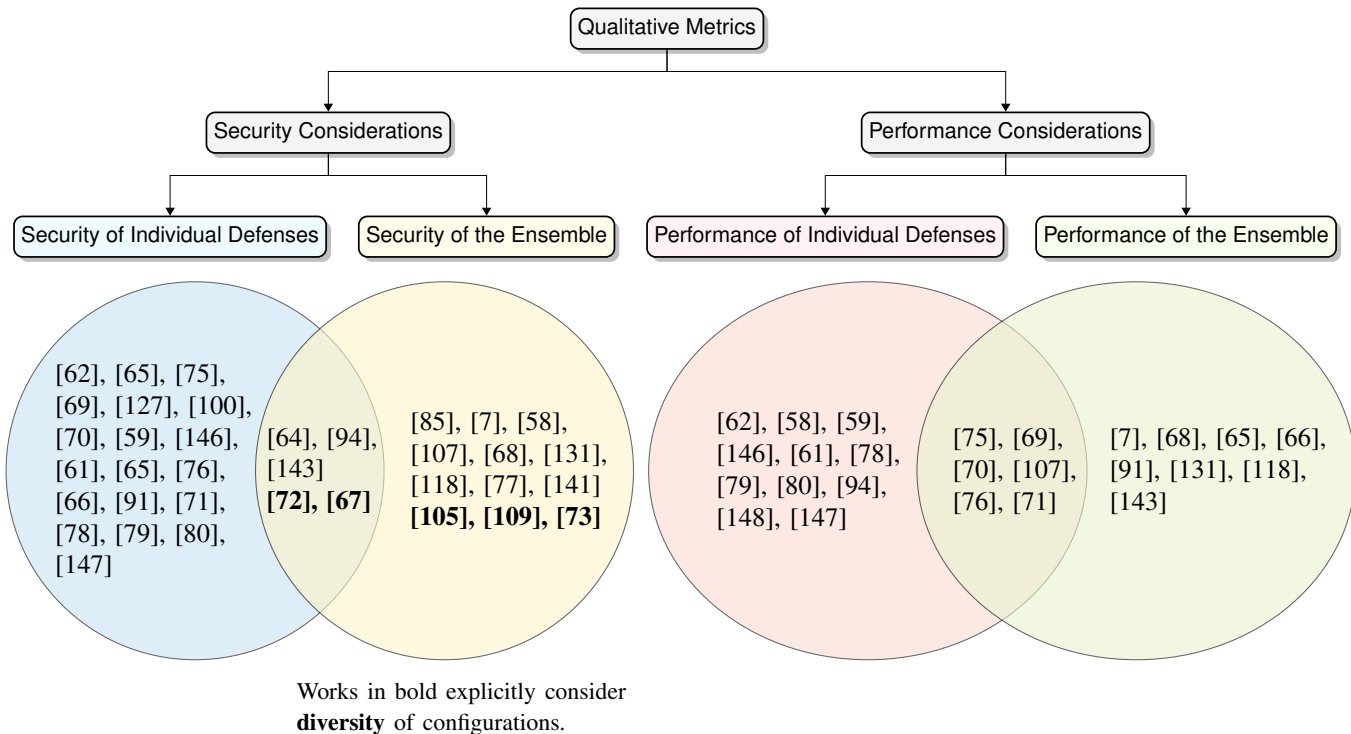 Qualitative Metrics
Security Considerations
Performance Considerations
Security of Individual Defenses
Security of the Ensemble
Performance of Individual Defenses
Performance of the Ensemble
[62], [65], [75],
[69], [127], [100],
[70], [59], [146],
[61], [65], [76],
[66], [91], [71],
[78], [79], [80],
[147]
[64], [94],
[143]
[72], [67]
[85], [7], [58],
[107], [68], [131],
[118], [77], [141]
[105], [109], [73]
[62], [58], [59],
[146], [61], [78],
[79], [80], [94],
[148], [147]
[75], [69],
[70], [107],
[76], [71]
[7], [68], [65], [66],
[91], [131], [118],
[143]
Works in bold explicitly consider
diversity of configurations.